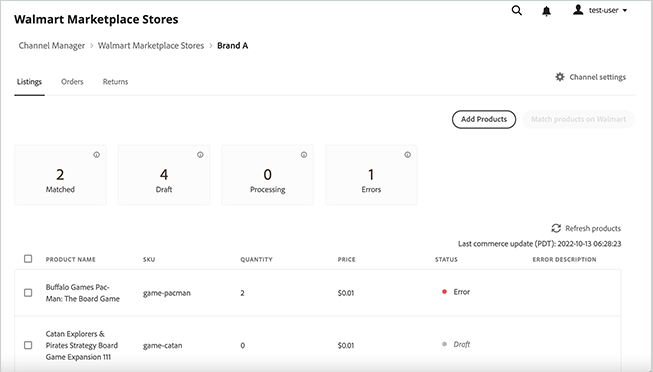 Walmart Marketplace Stores
test-user
Channel Manager > Walmart Marketplace Stores > Brand A
Listings Orders Returns
Channel settings
Add Products Match products on Walmart
2 4 0 1
Matched Draft Processing Errors
Refresh products
Last commerce update (PDT): 2022-10-13 06:28:23
PRODUCT NAME SKU QUANTITY PRICE STATUS ERROR DESCRIPTION
Buffalo Games Pac-
Man: The Board Game
game-pacman 2 $0.01 Error
Catan Explorers &
Pirates Strategy Board
Game Expansion 111
game-catan 0 $0.01 Draft